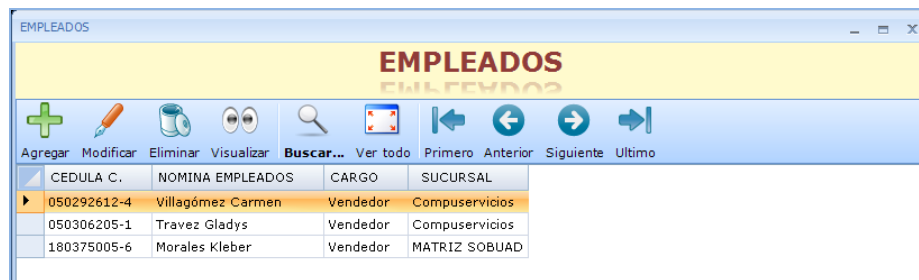 EMPLEADOS
EMPLEADOS
Agregar Modificar Eliminar Visualizar Buscar... Ver todo Primero Anterior Siguiente Ultimo
CEDULA C. NOMINA EMPLEADOS CARGO SUCURSAL
050292612-4 Villagómez Carmen Vendedor Compuservicios
050306205-1 Travez Gladys Vendedor Compuservicios
180375005-6 Morales Kleber Vendedor MATRIZ SOBUAD